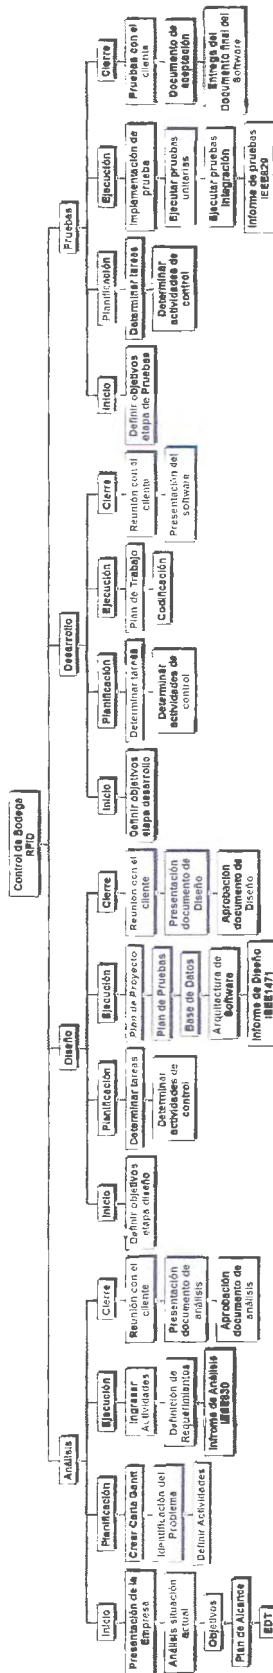 Control de Bodega
RFID
Análisis
Inicio
Presentación de la
Empresa
Análisis situación
actual
Objetivos
Plan de Alcance
EDT
Planificación
Crear Carta Gantt
Identificación del
Problema
Definir Actividades
Ejecución
Ingresar
Actividades
Definición de
Requerimientos
Infrome de Análisis
IEEE830
Cierre
Reunión con el
cliente
Presentación
documento de
análisis
Aprobación
documento de
análisis
Diseño
Inicio
Definir objetivos
etapa diseño
Planificación
Determinar tareas
Determinar
actividades de
control
Ejecución
Plan de Proyecto
Plan de Pruebas
Base de Datos
Arquitectura de
Software
Informe de Diseño
IEEE1471
Cierre
Reunión con el
cliente
Presentación
documento de
Diseño
Aprobación
documento de
Diseño
Desarrollo
Inicio
Definir objetivos
etapa desarrollo
Planificación
Determinar tareas
Determinar
actividades de
control
Ejecución
Plan de Trabajo
Codificación
Cierre
Reunión con el
cliente
Presentación del
software
Pruebas
Inicio
Definir objetivos
etapa de Pruebas
Planificación
Determinar tareas
Determinar
actividades de
control
Ejecución
Implementación de
prueba
Ejecutar pruebas
unitarias
Ejecutar pruebas
integración
Informe de pruebas
IEEE829
Cierre
Pruebas con el
cliente
Documento de
aceptación
Entrega del
Documento final del
Software